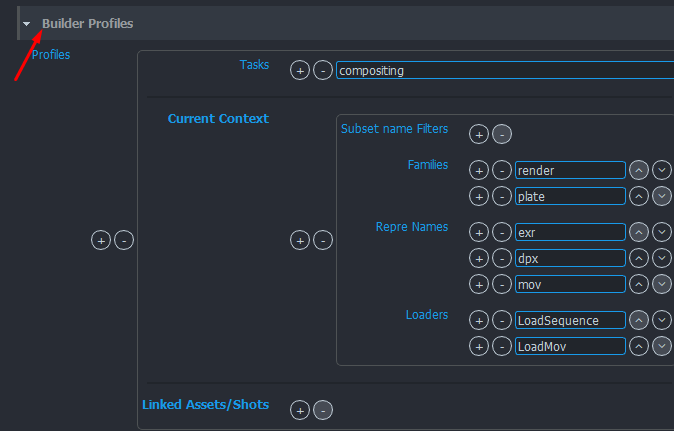 Builder Profiles
Profiles
Tasks
+ - compositing
Current Context
Subset name Filters
+ -
Families
+ - render
+ - plate
+ -
+ -
Repre Names
+ - exr
+ - dpx
+ - mov
Loaders
+ - LoadSequence
+ - LoadMov
Linked Assets/Shots
+ -